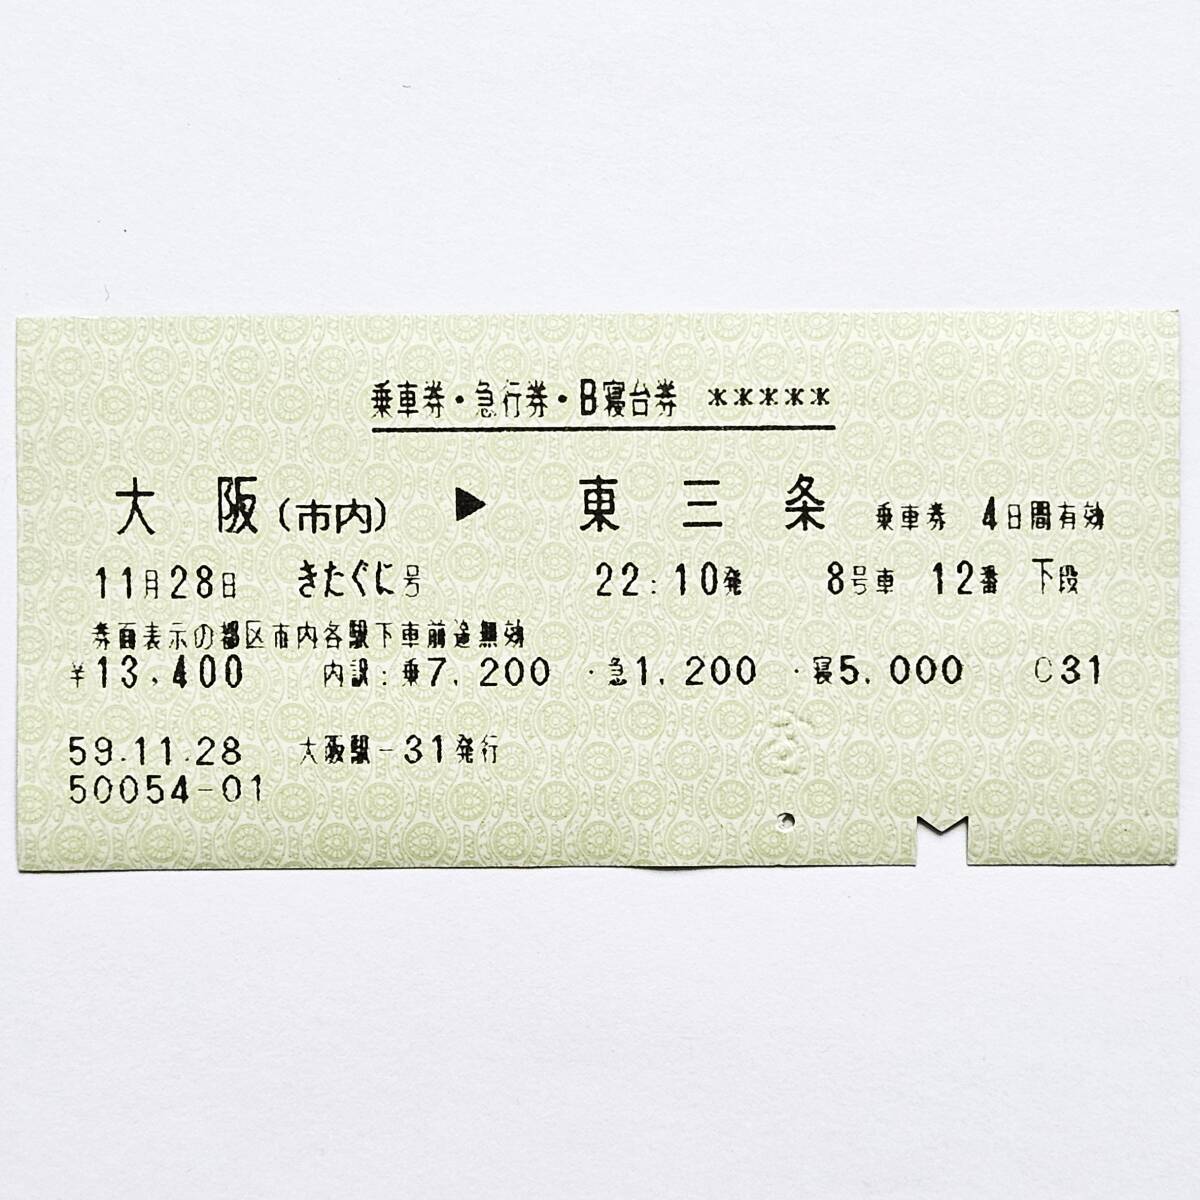 乗車券・急行券・B寝台券 *****
大 阪(市内) ▶ 東 三 条 乗車券 4日間有効
11月28日 きたぐに号 22:10発 8号車 12番 下段
券面表示の都区市内各駅下車前途無効
¥13,400 内訳:乗7,200 ・急1,200 ・寝5,000 C31
59.11.28 大阪駅-31発行
50054-01